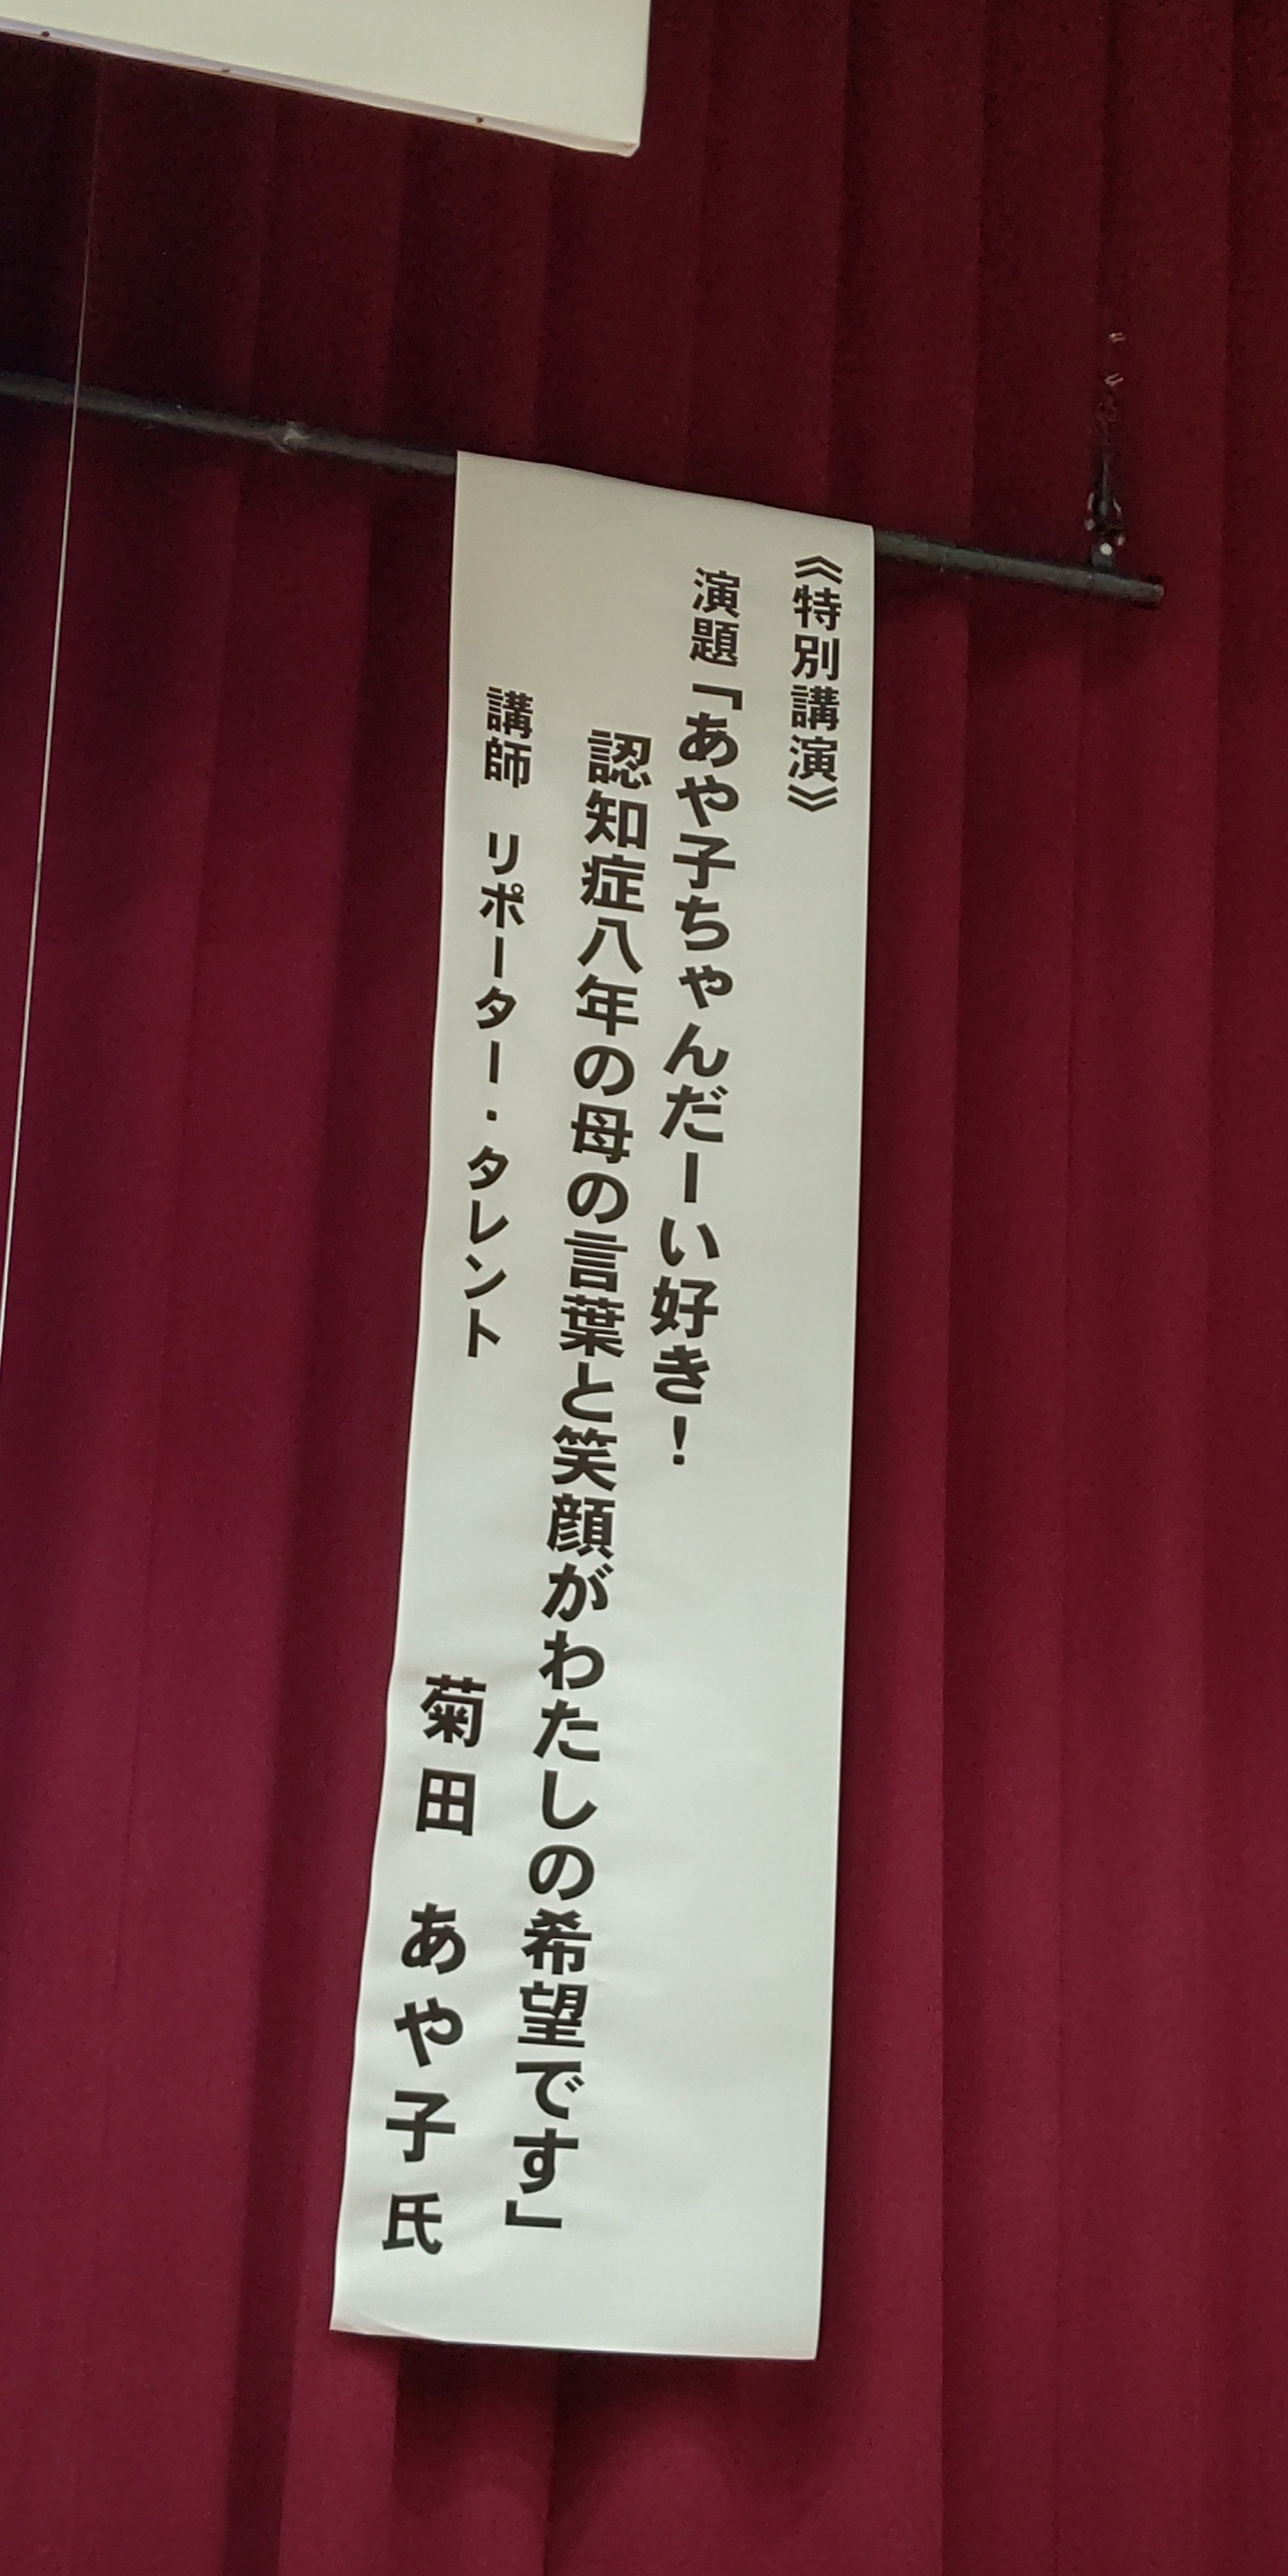 《特別講演》
演題「あや子ちゃんだーい好き！
認知症八年の母の言葉と笑顔がわたしの希望です」
講師　リポーター・タレント　菊田　あや子氏